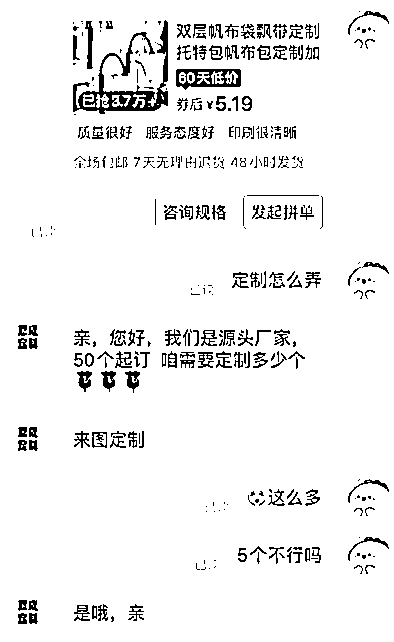 双层帆布袋飘带定制
托特包帆布包定制加
60天低价
已抢3.7万+
券后 ¥5.19
质量很好 服务态度好 印刷很清晰
全场包邮 7天无理由退货 48小时发货
咨询规格
发起拼单
已读
定制怎么弄
亲，您好，我们是源头厂家，
50个起订 咱需要定制多少个
来图定制
这么多
5个不行吗
是哦，亲